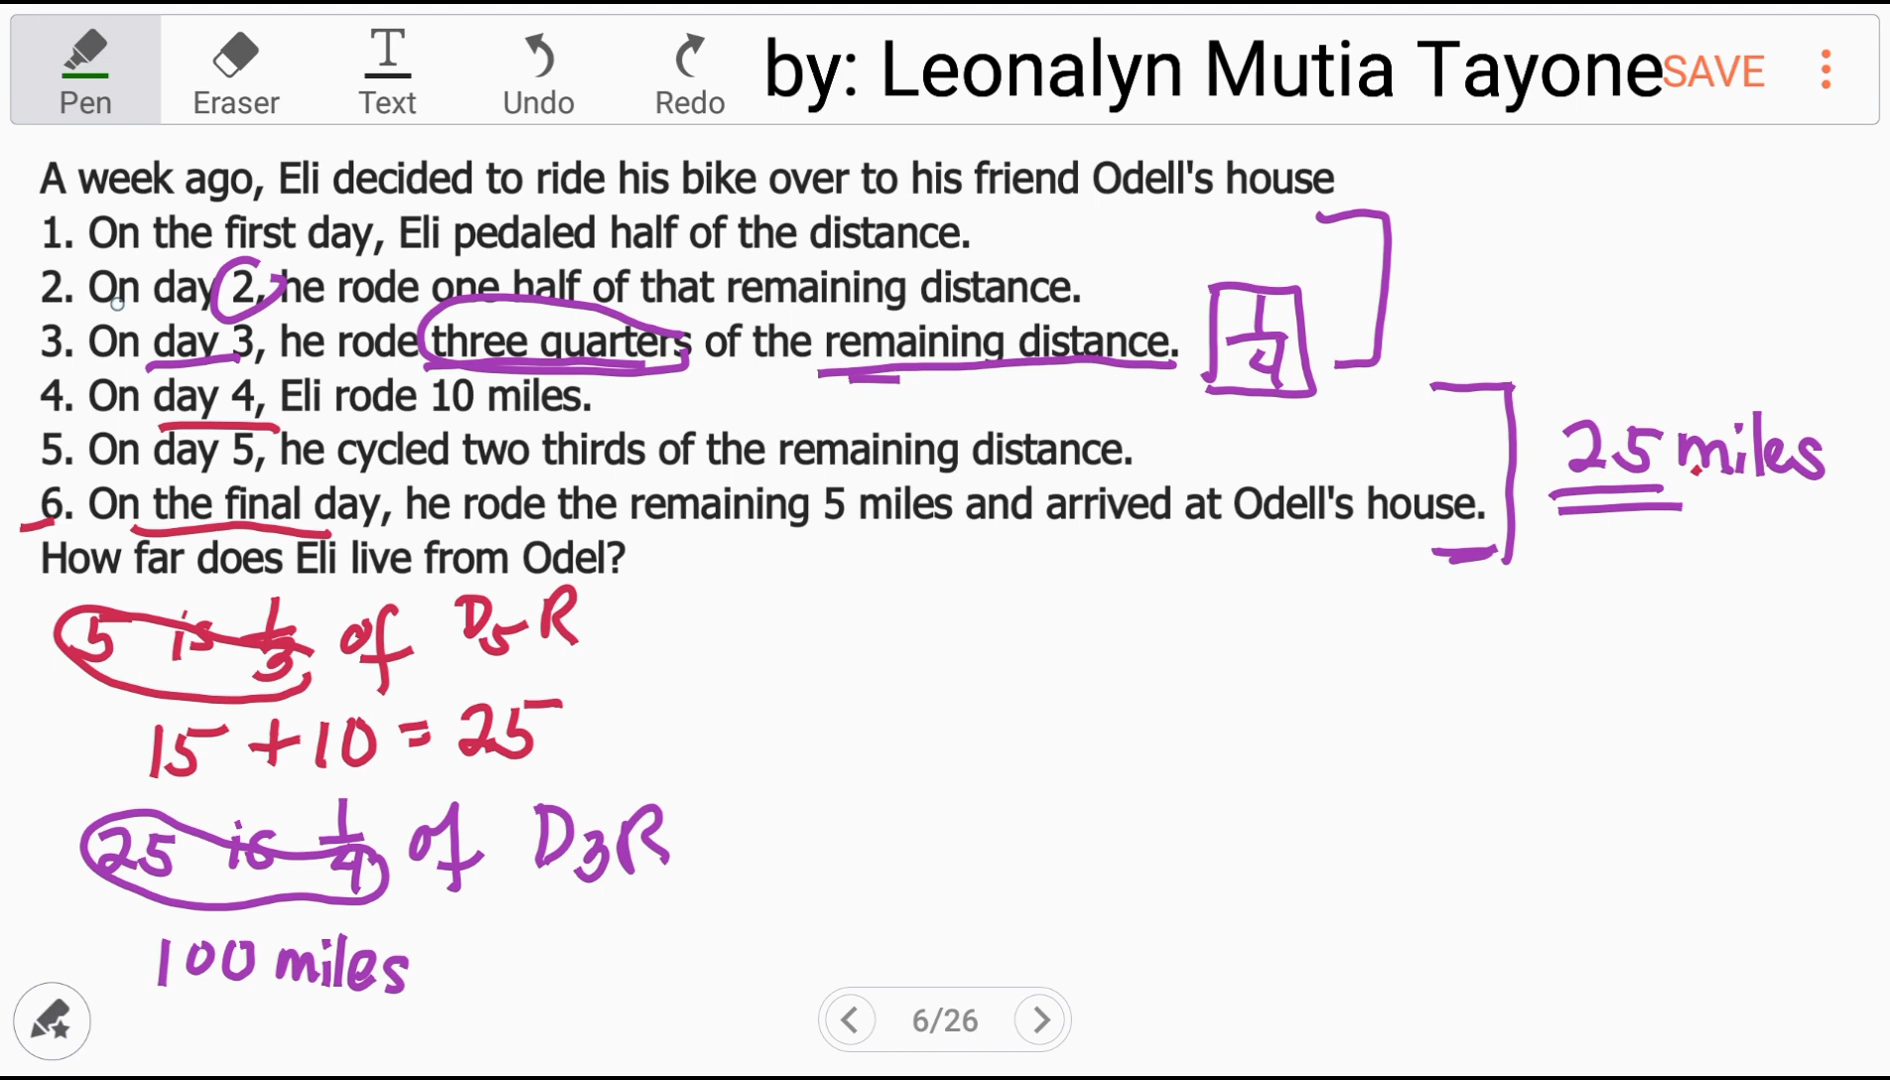 Pen Eraser Text Undo Redo by: Leonalyn Mutia Tayone SAVE
A week ago, Eli decided to ride his bike over to his friend Odell's house
1. On the first day, Eli pedaled half of the distance.
2. On day 2, he rode one half of that remaining distance.
3. On day 3, he rode three quarters of the remaining distance.
1/4
4. On day 4, Eli rode 10 miles.
5. On day 5, he cycled two thirds of the remaining distance.
25 miles
6. On the final day, he rode the remaining 5 miles and arrived at Odell's house.
How far does Eli live from Odel?
5 is 1/3 of D5R
15 + 10 = 25
25 is 1/4 of D3R
100 miles
6/26